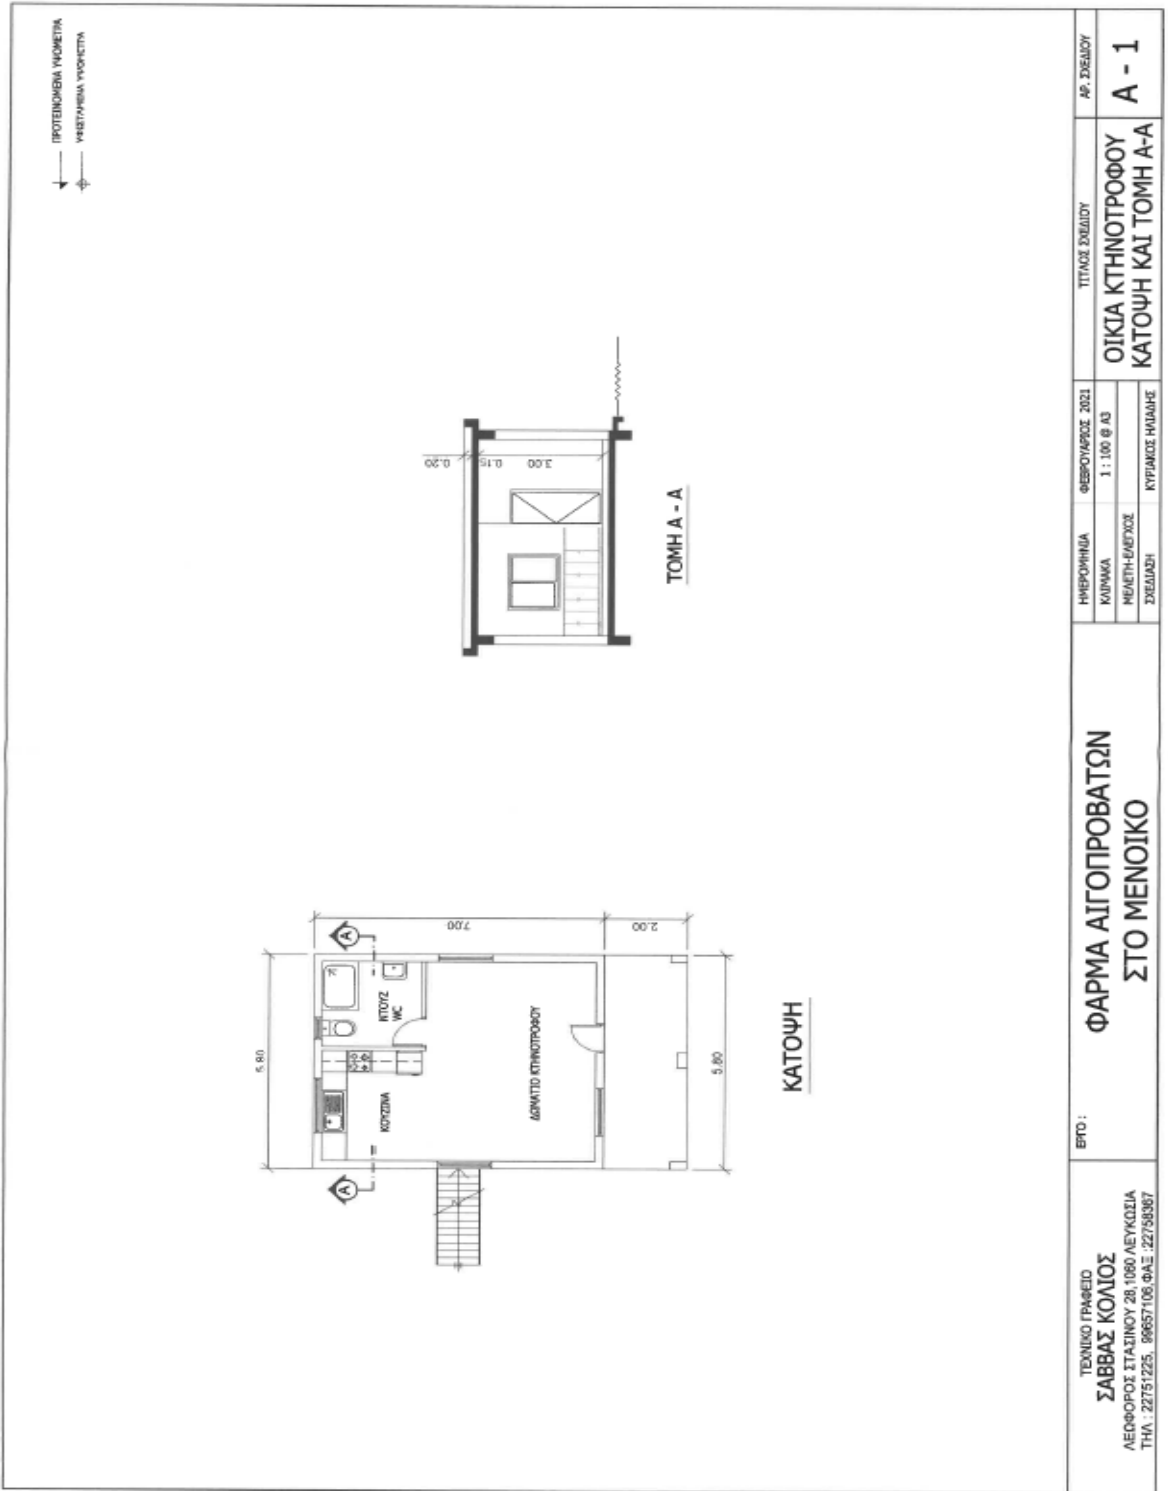 ΠΡΟΤΕΙΝΟΜΕΝΑ ΥΨΟΜΕΤΡΑ
ΥΦΙΣΤΑΜΕΝΑ ΥΨΟΜΕΤΡΑ
5.80
A
A
ΚΟΥΖΙΝΑ
ΝΤΟΥΖ
WC
ΔΩΜΑΤΙΟ ΚΤΗΝΟΤΡΟΦΟΥ
7.00
2.00
5.80
ΚΑΤΟΨΗ
0.20
0.15
3.00
ΤΟΜΗ Α - Α
ΤΕΧΝΙΚΟ ΓΡΑΦΕΙΟ
ΣΑΒΒΑΣ ΚΟΛΙΟΣ
ΛΕΩΦΟΡΟΣ ΣΤΑΣΙΝΟΥ 28,1060 ΛΕΥΚΩΣΙΑ
ΤΗΛ : 22751225, 99657106,ΦΑΞ :22758367
ΕΡΓΟ :
ΦΑΡΜΑ ΑΙΓΟΠΡΟΒΑΤΩΝ
ΣΤΟ ΜΕΝΟΙΚΟ
ΗΜΕΡΟΜΗΝΙΑ ΦΕΒΡΟΥΑΡΙΟΣ 2021
ΚΛΙΜΑΚΑ 1 : 100 @ A3
ΜΕΛΕΤΗ-ΕΛΕΓΧΟΣ
ΣΧΕΔΙΑΣΗ ΚΥΡΙΑΚΟΣ ΗΛΙΑΔΗΣ
ΤΙΤΛΟΣ ΣΧΕΔΙΟΥ
ΟΙΚΙΑ ΚΤΗΝΟΤΡΟΦΟΥ
ΚΑΤΟΨΗ ΚΑΙ ΤΟΜΗ Α-Α
ΑΡ. ΣΧΕΔΙΟΥ
A - 1